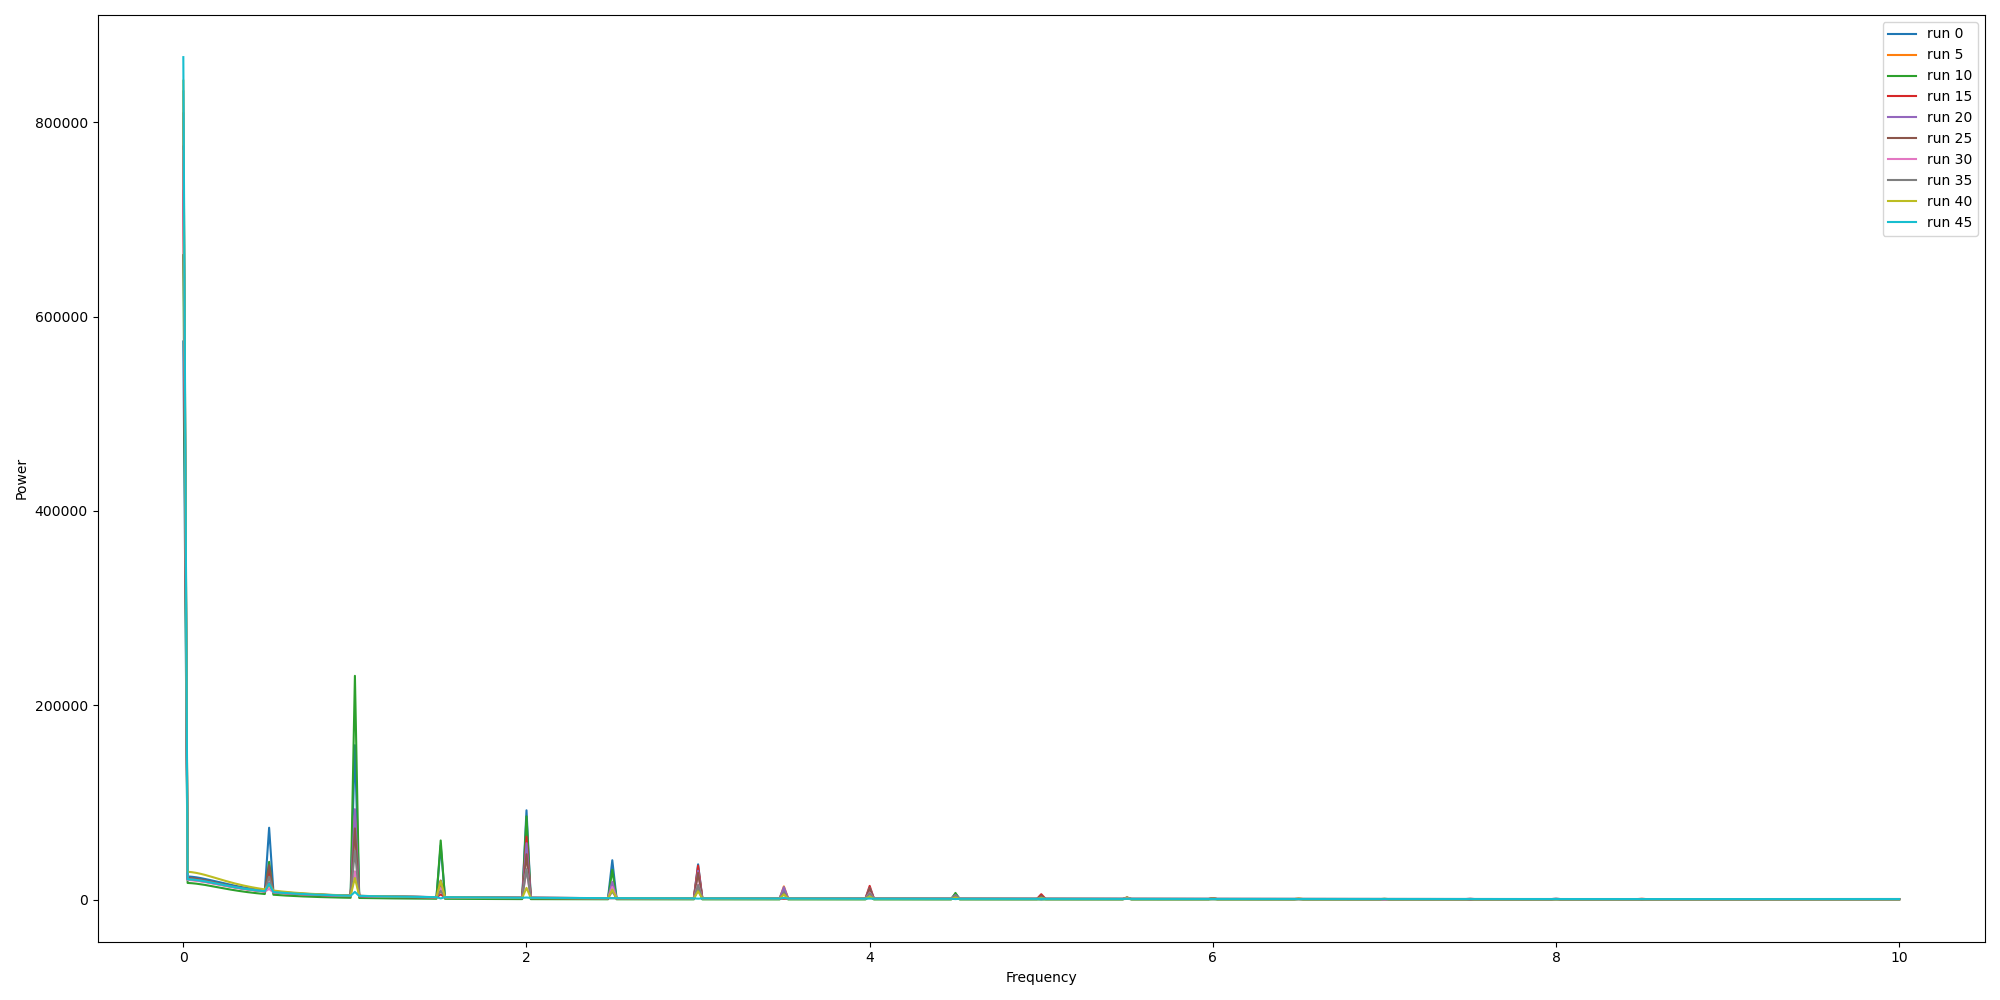 run 0
run 5
run 10
run 15
run 20
run 25
run 30
run 35
run 40
run 45
800000
600000
400000
200000
0
Power
0 2 4 6 8 10
Frequency